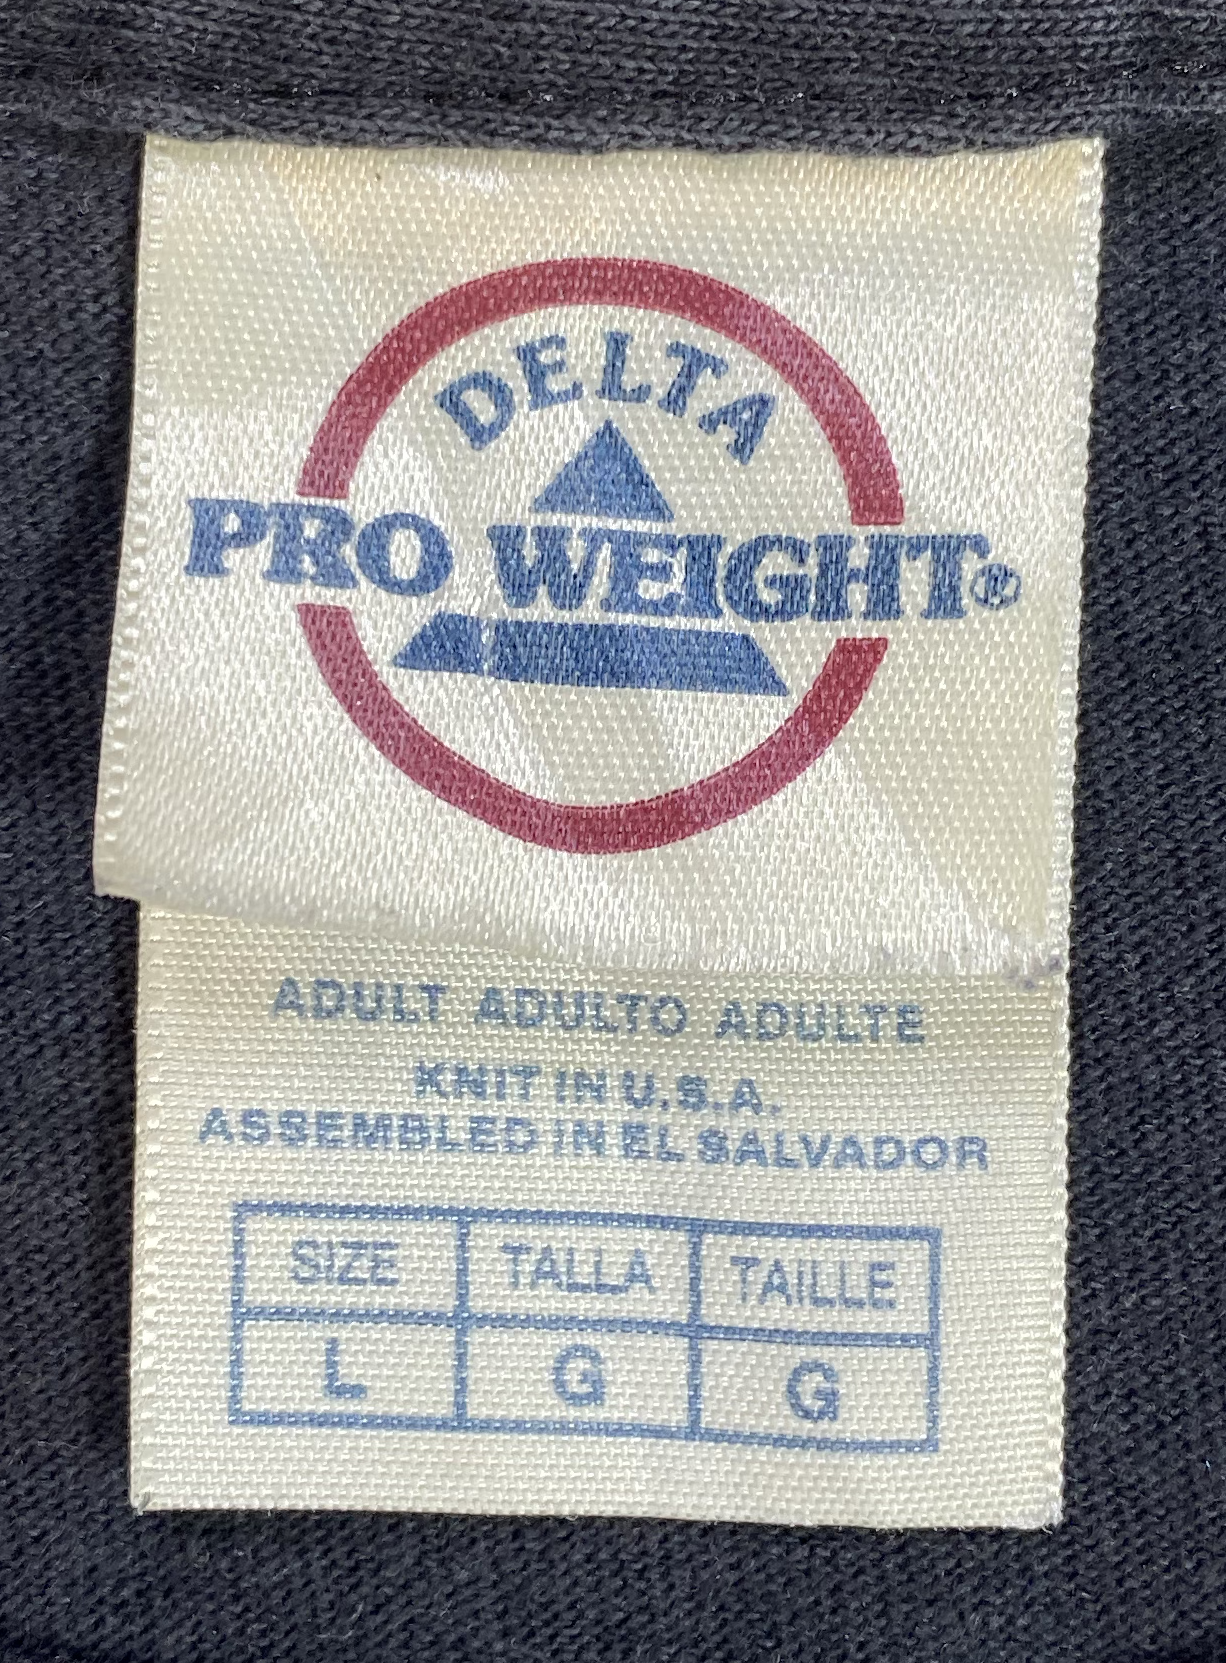 DELTA
PRO WEIGHT®
ADULT ADULTO ADULTE
KNIT IN U.S.A.
ASSEMBLED IN EL SALVADOR
SIZE TALLA TAILLE
L G G